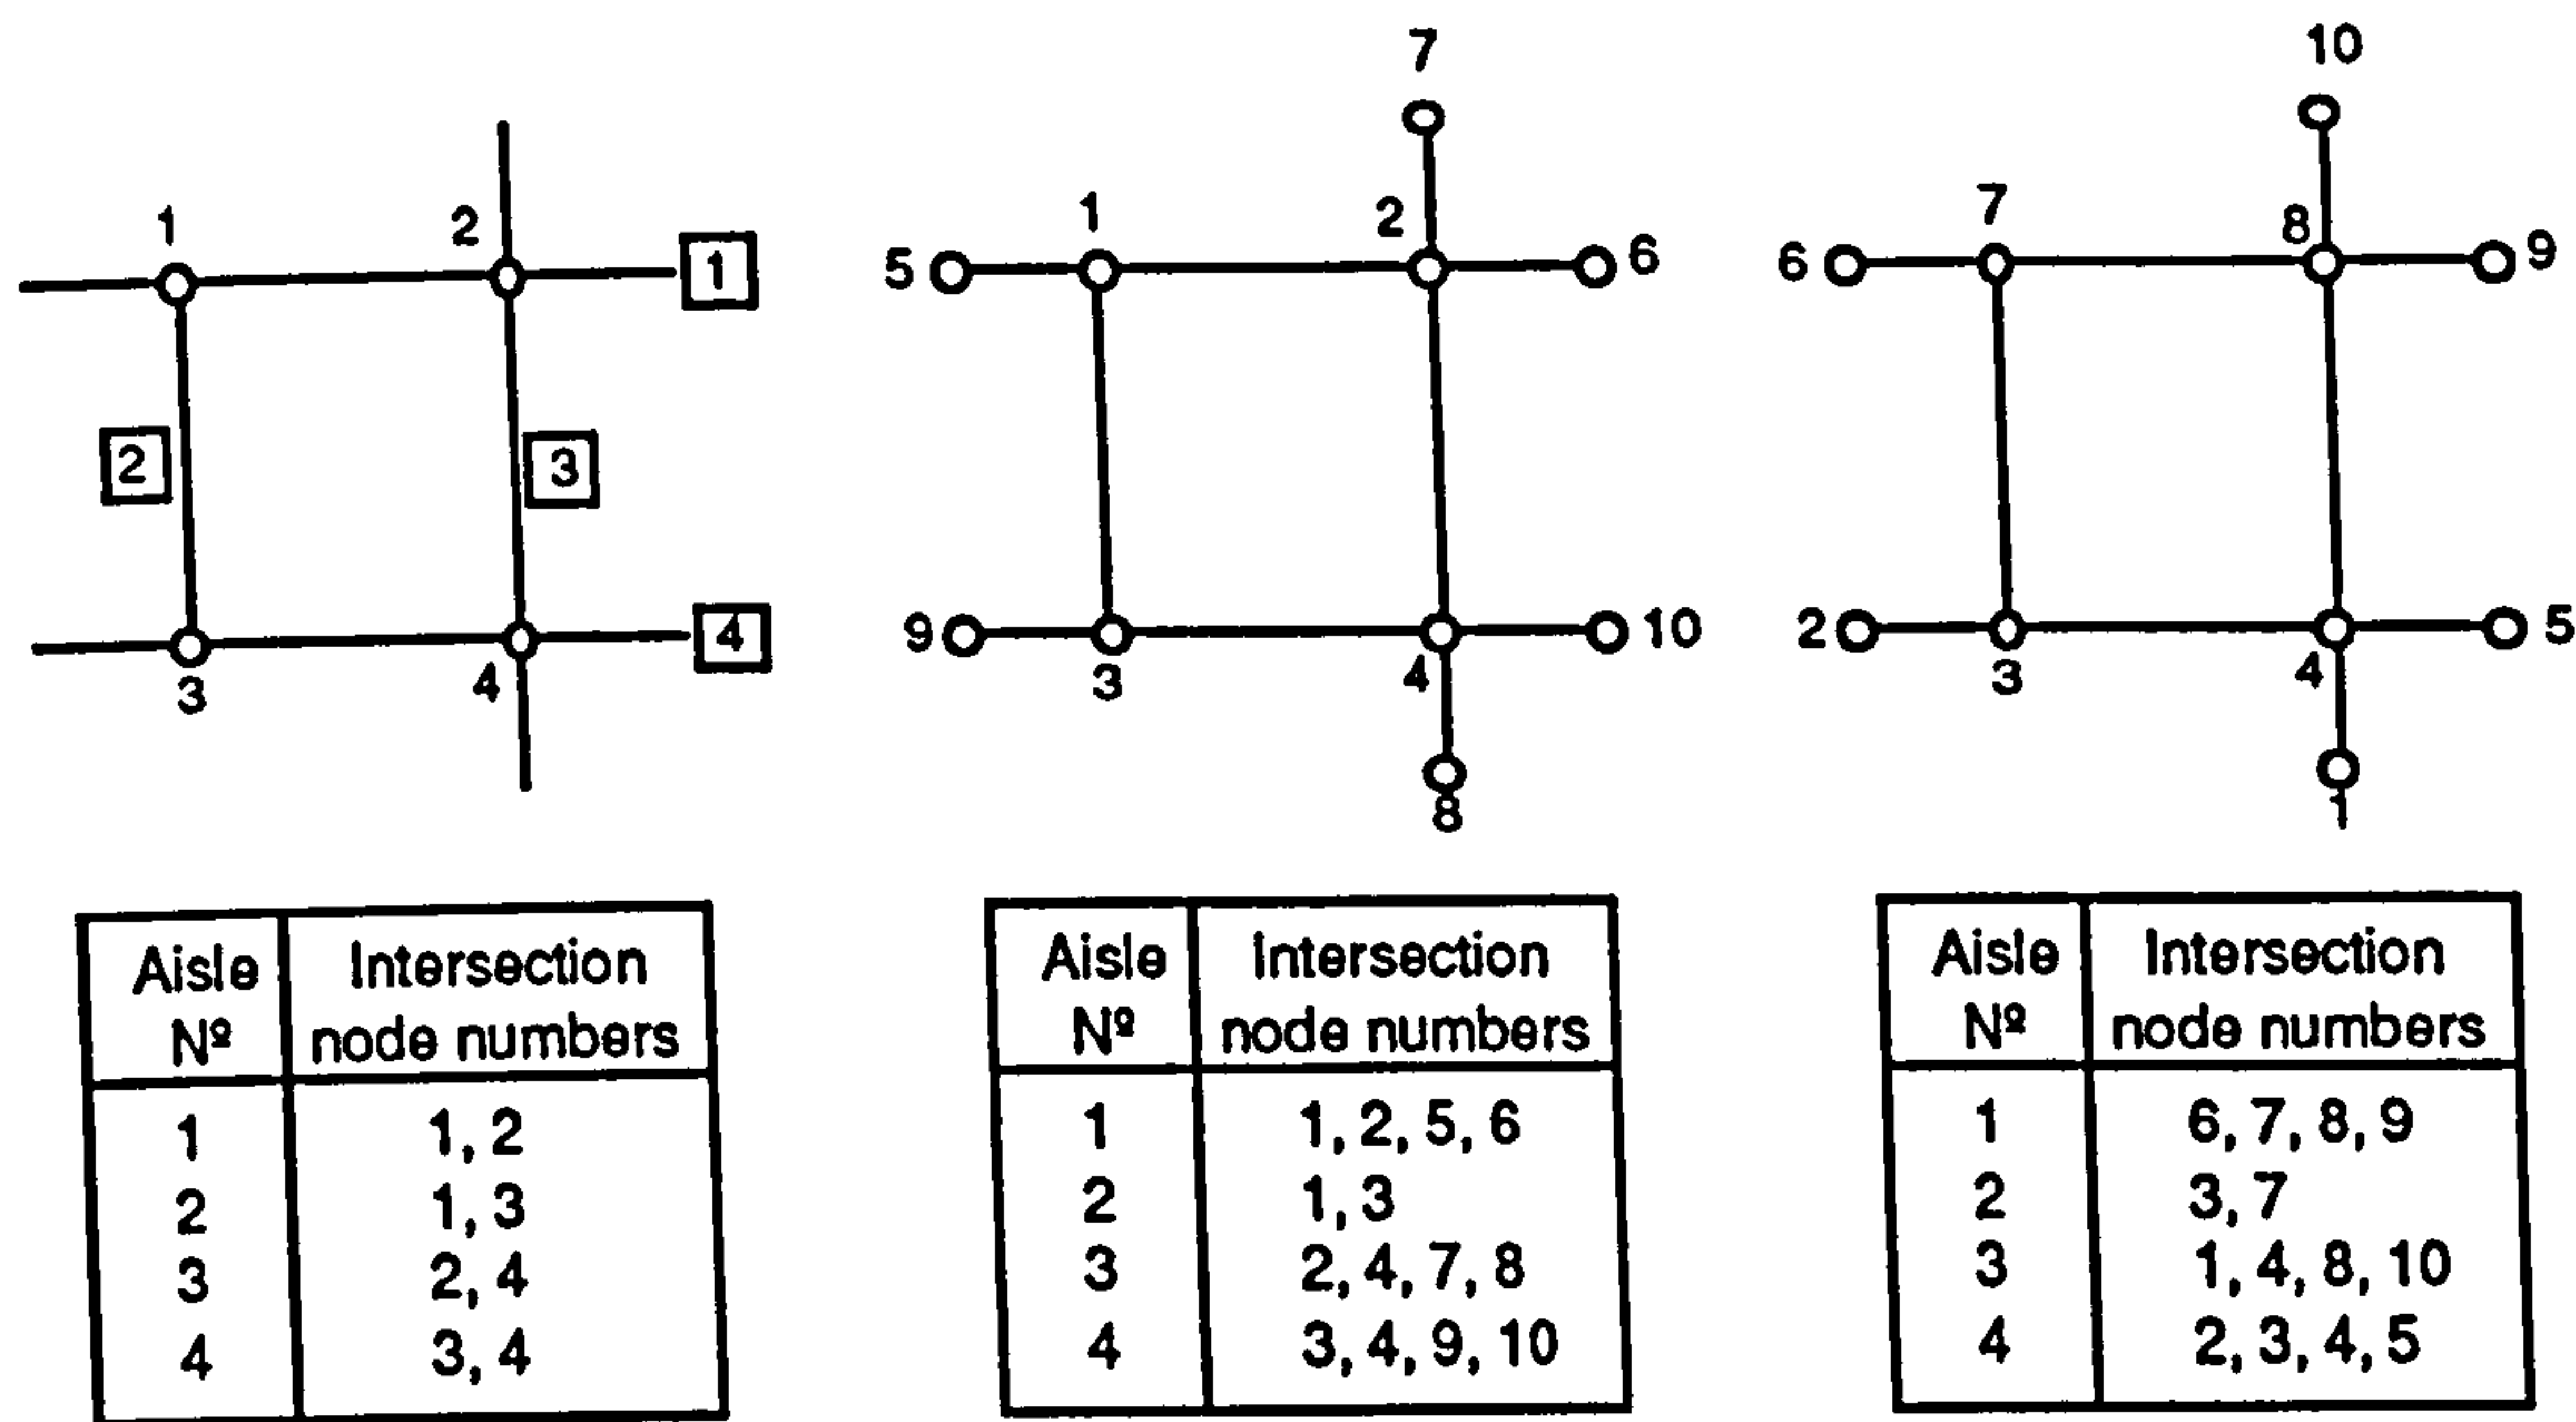 1 2 1
2 3
3 4 4
7
1 2
5 6
9 10
3 4
8
10
7 8
6 9
2 5
3 4
1
Aisle Nº Intersection node numbers
1 1, 2
2 1, 3
3 2, 4
4 3, 4
Aisle Nº Intersection node numbers
1 1, 2, 5, 6
2 1, 3
3 2, 4, 7, 8
4 3, 4, 9, 10
Aisle Nº Intersection node numbers
1 6, 7, 8, 9
2 3, 7
3 1, 4, 8, 10
4 2, 3, 4, 5